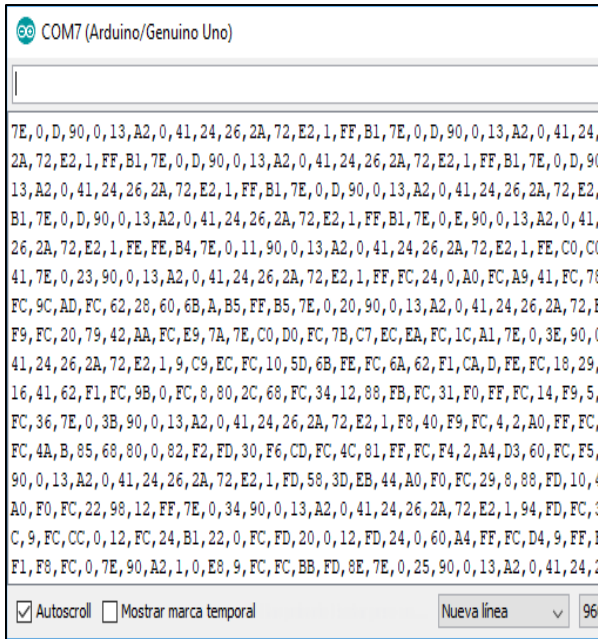 COM7 (Arduino/Genuino Uno)
7E,0,D,90,0,13,A2,0,41,24,26,2A,72,E2,1,FF,B1,7E,0,D,90,0,13,A2,0,41,24,
2A,72,E2,1,FF,B1,7E,0,D,90,0,13,A2,0,41,24,26,2A,72,E2,1,FF,B1,7E,0,D,90
13,A2,0,41,24,26,2A,72,E2,1,FF,B1,7E,0,D,90,0,13,A2,0,41,24,26,2A,72,E2,
B1,7E,0,D,90,0,13,A2,0,41,24,26,2A,72,E2,1,FF,B1,7E,0,E,90,0,13,A2,0,41,
26,2A,72,E2,1,FE,FE,B4,7E,0,11,90,0,13,A2,0,41,24,26,2A,72,E2,1,FE,C0,C0
41,7E,0,23,90,0,13,A2,0,41,24,26,2A,72,E2,1,FF,FC,24,0,A0,FC,A9,41,FC,78
FC,9C,AD,FC,62,28,60,6B,A,B5,FF,B5,7E,0,20,90,0,13,A2,0,41,24,26,2A,72,E
F9,FC,20,79,42,AA,FC,E9,7A,7E,C0,D0,FC,7B,C7,EC,EA,FC,1C,A1,7E,0,3E,90,0
41,24,26,2A,72,E2,1,9,C9,EC,FC,10,5D,6B,FE,FC,6A,62,F1,CA,D,FE,FC,18,29,
16,41,62,F1,FC,9B,0,FC,8,80,2C,68,FC,34,12,88,FB,FC,31,F0,FF,FC,14,F9,5,
FC,36,7E,0,3B,90,0,13,A2,0,41,24,26,2A,72,E2,1,F8,40,F9,FC,4,2,A0,FF,FC,
FC,4A,B,85,68,80,0,82,F2,FD,30,F6,CD,FC,4C,81,FF,FC,F4,2,A4,D3,60,FC,F5,
90,0,13,A2,0,41,24,26,2A,72,E2,1,FD,58,3D,EB,44,A0,F0,FC,29,8,88,FD,10,4
A0,F0,FC,22,98,12,FF,7E,0,34,90,0,13,A2,0,41,24,26,2A,72,E2,1,94,FD,FC,3
C,9,FC,CC,0,12,FC,24,B1,22,0,FC,FD,20,0,12,FD,24,0,60,A4,FF,FC,D4,9,FF,
F1,F8,FC,0,7E,90,A2,1,0,E8,9,FC,FC,BB,FD,8E,7E,0,25,90,0,13,A2,0,41,24,2
Autoscroll Mostrar marca temporal Nueva línea 96